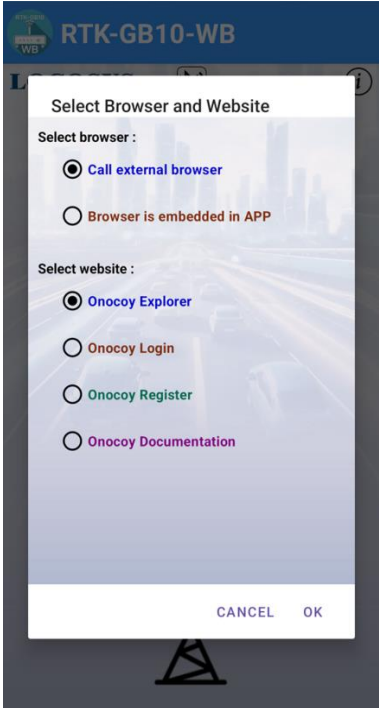 RTK-GB10-WB
WB
Select Browser and Website
Select browser :
Call external browser
Browser is embedded in APP
Select website :
Onocoy Explorer
Onocoy Login
Onocoy Register
Onocoy Documentation
CANCEL OK